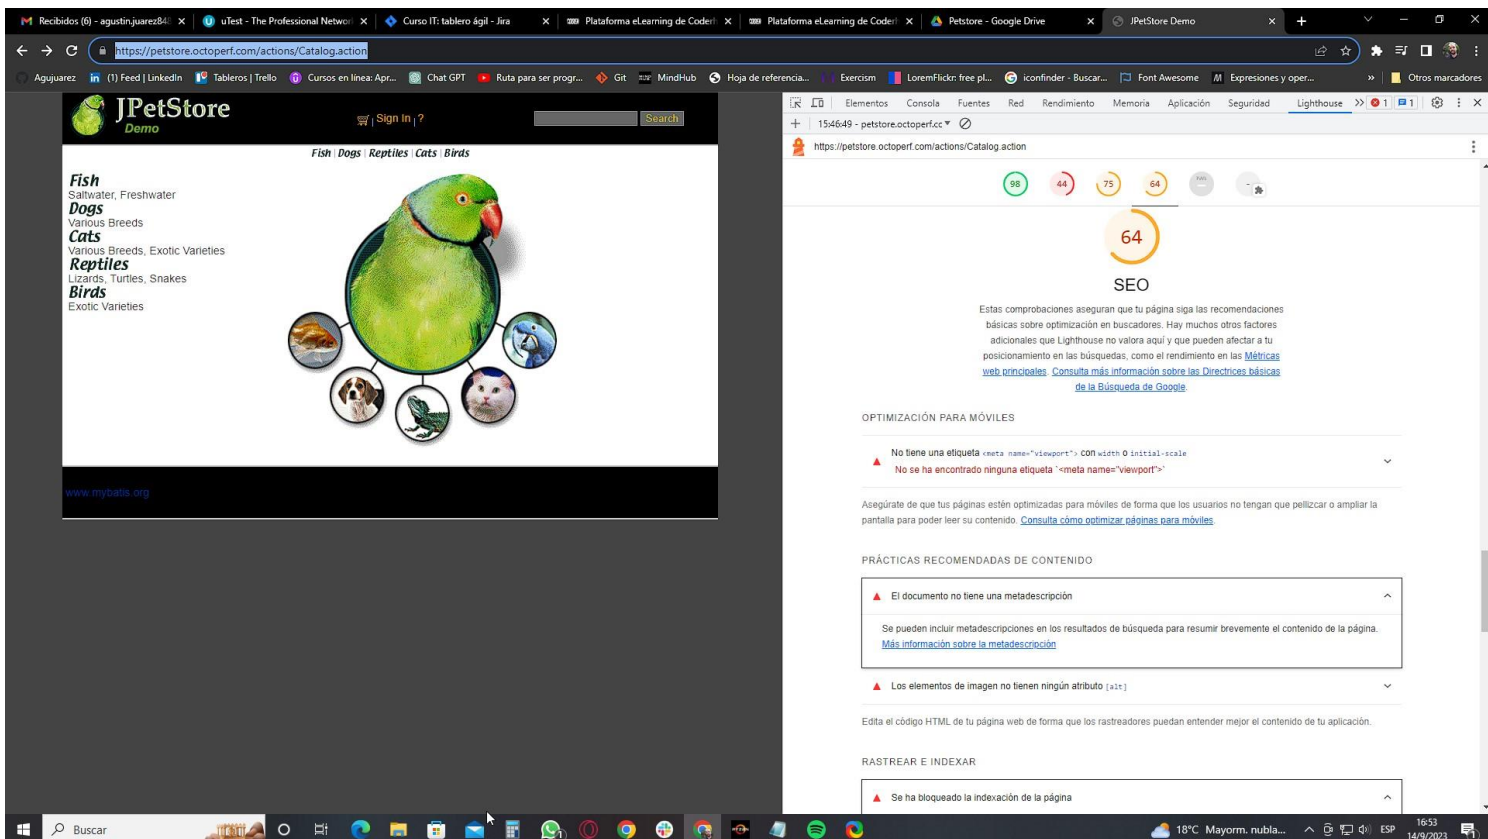 Recibidos (6) - agustin.juarez848
uTest - The Professional Network
Curso IT: tablero ágil - Jira
Plataforma eLearning de Coderh
Plataforma eLearning de Coderh
Petstore - Google Drive
JPetStore Demo
https://petstore.octoperf.com/actions/Catalog.action
Agujuarez
(1) Feed | LinkedIn
Tableros | Trello
Cursos en línea: Apr...
Chat GPT
Ruta para ser progr...
Git
MindHub
Hoja de referencia...
Exercism
LoremFlickr: free pl...
iconfinder - Buscar...
Font Awesome
Expresiones y oper...
»
Otros marcadores
JPetStore
Demo
Sign In | ?
Search
Fish | Dogs | Reptiles | Cats | Birds
Fish
Saltwater, Freshwater
Dogs
Various Breeds
Cats
Various Breeds, Exotic Varieties
Reptiles
Lizards, Turtles, Snakes
Birds
Exotic Varieties
www.mybatis.org
Elementos Consola Fuentes Red Rendimiento Memoria Aplicación Seguridad Lighthouse » 1 1
15:46:49 - petstore.octoperf.cc
https://petstore.octoperf.com/actions/Catalog.action
98 44 75 64 -
64
SEO
Estas comprobaciones aseguran que tu página siga las recomendaciones
básicas sobre optimización en buscadores. Hay muchos otros factores
adicionales que Lighthouse no valora aquí y que pueden afectar a tu
posicionamiento en las búsquedas, como el rendimiento en las Métricas
web principales. Consulta más información sobre las Directrices básicas
de la Búsqueda de Google.
OPTIMIZACIÓN PARA MÓVILES
No tiene una etiqueta <meta name="viewport"> con width o initial-scale
No se ha encontrado ninguna etiqueta `<meta name="viewport">`
Asegúrate de que tus páginas estén optimizadas para móviles de forma que los usuarios no tengan que pellizcar o ampliar la
pantalla para poder leer su contenido. Consulta cómo optimizar páginas para móviles.
PRÁCTICAS RECOMENDADAS DE CONTENIDO
El documento no tiene una metadescripción
Se pueden incluir metadescripciones en los resultados de búsqueda para resumir brevemente el contenido de la página.
Más información sobre la metadescripción
Los elementos de imagen no tienen ningún atributo [alt]
Edita el código HTML de tu página web de forma que los rastreadores puedan entender mejor el contenido de tu aplicación.
RASTREAR E INDEXAR
Se ha bloqueado la indexación de la página
Buscar
18°C Mayorm. nubla...
ESP
16:53
14/9/2023